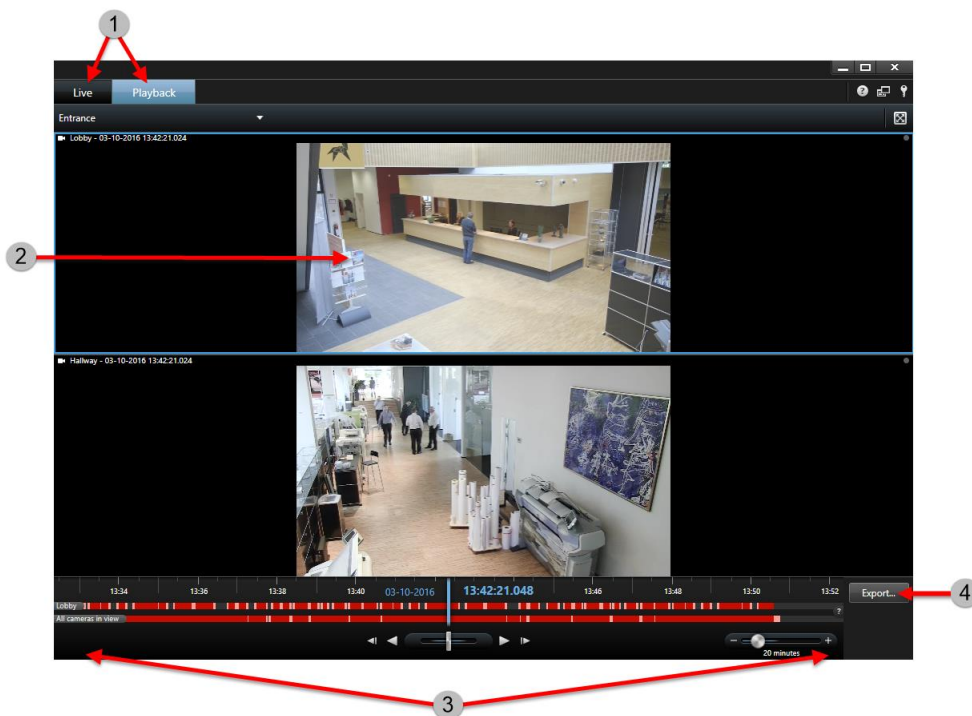 1
Live Playback
Entrance
Lobby - 03-10-2016 13:42:21.024
2
Hallway - 03-10-2016 13:42:21.024
13:34 13:36 13:38 13:40 03-10-2016 13:42:21.048 13:46 13:48 13:50 13:52 Export... 4
Lobby
?
All cameras in view
- +
20 minutes
3